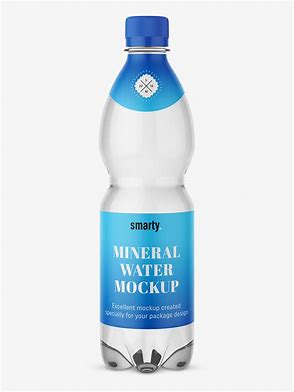 smarty.
MINERAL
WATER
MOCKUP
Excellent mockup created
specially for your package design.